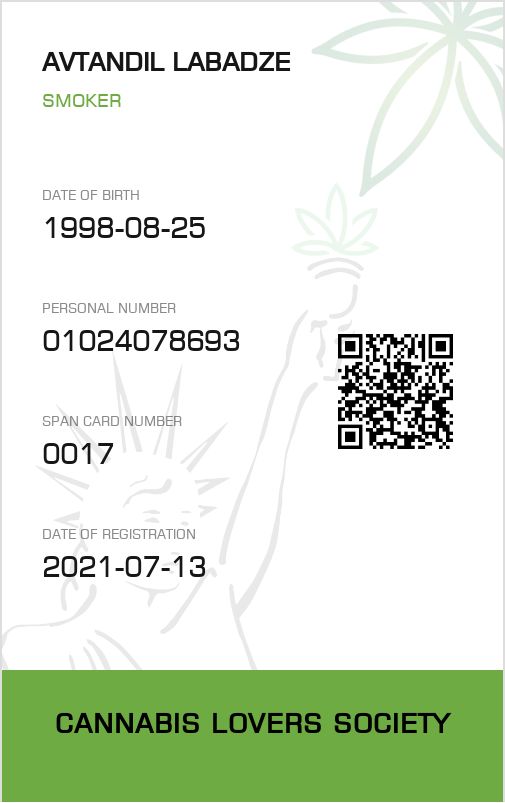 AVTANDIL LABADZE
SMOKER
DATE OF BIRTH
1998-08-25
PERSONAL NUMBER
01024078693
SPAN CARD NUMBER
0017
DATE OF REGISTRATION
2021-07-13
CANNABIS LOVERS SOCIETY